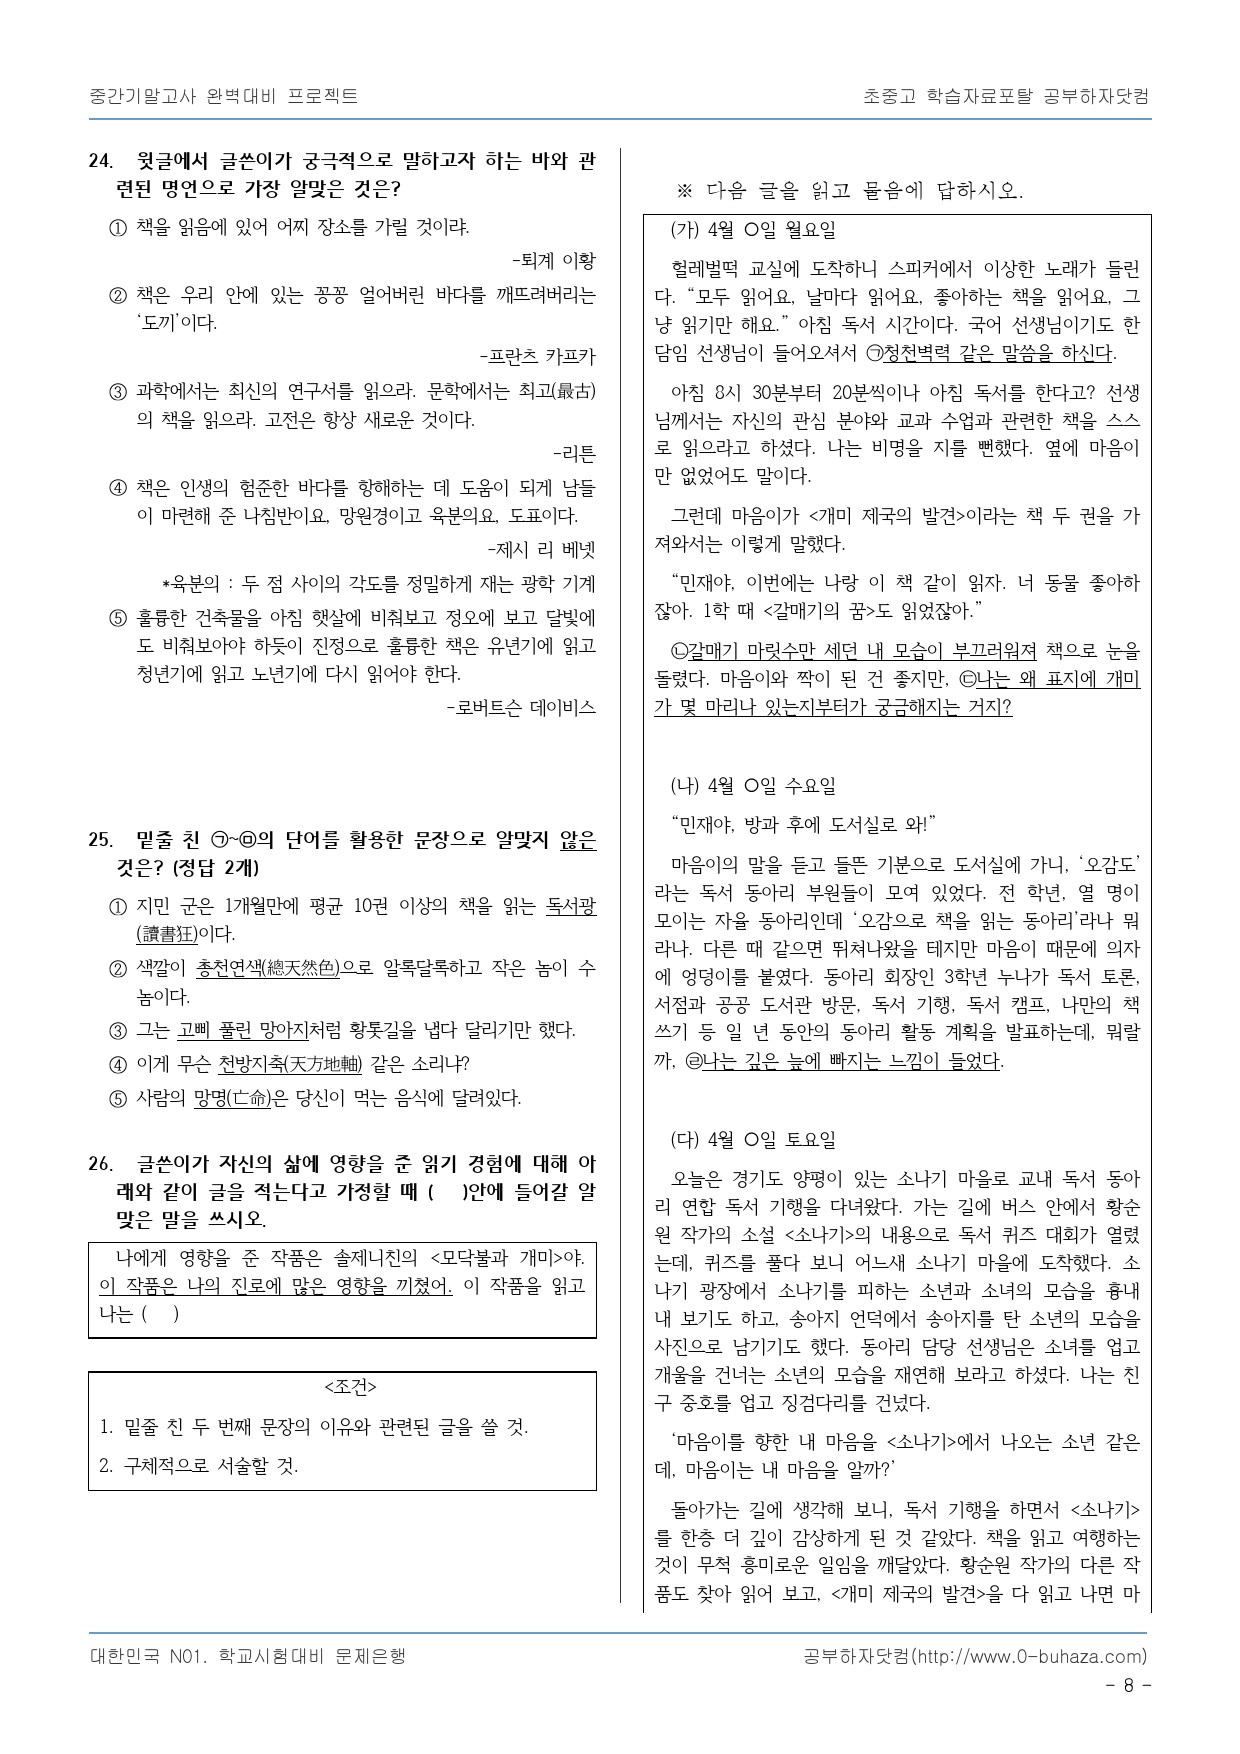 중간기말고사 완벽대비 프로젝트
초중고 학습자료포탈 공부하자닷컴
24. 윗글에서 글쓴이가 궁극적으로 말하고자 하는 바와 관
련된 명언으로 가장 알맞은 것은?
① 책을 읽음에 있어 어찌 장소를 가릴 것이랴.
-퇴계 이황
② 책은 우리 안에 있는 꽁꽁 얼어버린 바다를 깨뜨려버리는
‘도끼’이다.
-프란츠 카프카
③ 과학에서는 최신의 연구서를 읽으라. 문학에서는 최고(最古)
의 책을 읽으라. 고전은 항상 새로운 것이다.
-리튼
④ 책은 인생의 험준한 바다를 항해하는 데 도움이 되게 남들
이 마련해 준 나침반이요, 망원경이고 육분의요, 도표이다.
-제시 리 베넷
*육분의 : 두 점 사이의 각도를 정밀하게 재는 광학 기계
⑤ 훌륭한 건축물을 아침 햇살에 비춰보고 정오에 보고 달빛에
도 비춰보아야 하듯이 진정으로 훌륭한 책은 유년기에 읽고
청년기에 읽고 노년기에 다시 읽어야 한다.
-로버트슨 데이비스
25. 밑줄 친 ㉠~㉤의 단어를 활용한 문장으로 알맞지 않은
것은? (정답 2개)
① 지민 군은 1개월만에 평균 10권 이상의 책을 읽는 독서광
(讀書狂)이다.
② 색깔이 총천연색(總天然色)으로 알록달록하고 작은 놈이 수
놈이다.
③ 그는 고삐 풀린 망아지처럼 황톳길을 냅다 달리기만 했다.
④ 이게 무슨 천방지축(天方地軸) 같은 소리냐?
⑤ 사람의 망명(亡命)은 당신이 먹는 음식에 달려있다.
26. 글쓴이가 자신의 삶에 영향을 준 읽기 경험에 대해 아
래와 같이 글을 적는다고 가정할 때 ( )안에 들어갈 알
맞은 말을 쓰시오.
나에게 영향을 준 작품은 솔제니친의 <모닥불과 개미>야.
이 작품은 나의 진로에 많은 영향을 끼쳤어. 이 작품을 읽고
나는 ( )
<조건>
1. 밑줄 친 두 번째 문장의 이유와 관련된 글을 쓸 것.
2. 구체적으로 서술할 것.
※ 다음 글을 읽고 물음에 답하시오.
(가) 4월 ○일 월요일
헐레벌떡 교실에 도착하니 스피커에서 이상한 노래가 들린
다. “모두 읽어요, 날마다 읽어요, 좋아하는 책을 읽어요, 그
냥 읽기만 해요.” 아침 독서 시간이다. 국어 선생님이기도 한
담임 선생님이 들어오셔서 ㉠청천벽력 같은 말씀을 하신다.
아침 8시 30분부터 20분씩이나 아침 독서를 한다고? 선생
님께서는 자신의 관심 분야와 교과 수업과 관련한 책을 스스
로 읽으라고 하셨다. 나는 비명을 지를 뻔했다. 옆에 마음이
만 없었어도 말이다.
그런데 마음이가 <개미 제국의 발견>이라는 책 두 권을 가
져와서는 이렇게 말했다.
“민재야, 이번에는 나랑 이 책 같이 읽자. 너 동물 좋아하
잖아. 1학 때 <갈매기의 꿈>도 읽었잖아.”
㉡갈매기 마릿수만 세던 내 모습이 부끄러워져 책으로 눈을
돌렸다. 마음이와 짝이 된 건 좋지만, ㉢나는 왜 표지에 개미
가 몇 마리나 있는지부터가 궁금해지는 거지?
(나) 4월 ○일 수요일
“민재야, 방과 후에 도서실로 와!”
마음이의 말을 듣고 들뜬 기분으로 도서실에 가니, ‘오감도’
라는 독서 동아리 부원들이 모여 있었다. 전 학년, 열 명이
모이는 자율 동아리인데 ‘오감으로 책을 읽는 동아리’라나 뭐
라나. 다른 때 같으면 뛰쳐나왔을 테지만 마음이 때문에 의자
에 엉덩이를 붙였다. 동아리 회장인 3학년 누나가 독서 토론,
서점과 공공 도서관 방문, 독서 기행, 독서 캠프, 나만의 책
쓰기 등 일 년 동안의 동아리 활동 계획을 발표하는데, 뭐랄
까, ㉣나는 깊은 늪에 빠지는 느낌이 들었다.
(다) 4월 ○일 토요일
오늘은 경기도 양평이 있는 소나기 마을로 교내 독서 동아
리 연합 독서 기행을 다녀왔다. 가는 길에 버스 안에서 황순
원 작가의 소설 <소나기>의 내용으로 독서 퀴즈 대회가 열렸
는데, 퀴즈를 풀다 보니 어느새 소나기 마을에 도착했다. 소
나기 광장에서 소나기를 피하는 소년과 소녀의 모습을 흉내
내 보기도 하고, 송아지 언덕에서 송아지를 탄 소년의 모습을
사진으로 남기기도 했다. 동아리 담당 선생님은 소녀를 업고
개울을 건너는 소년의 모습을 재연해 보라고 하셨다. 나는 친
구 중호를 업고 징검다리를 건넜다.
‘마음이를 향한 내 마음을 <소나기>에서 나오는 소년 같은
데, 마음이는 내 마음을 알까?’
돌아가는 길에 생각해 보니, 독서 기행을 하면서 <소나기>
를 한층 더 깊이 감상하게 된 것 같았다. 책을 읽고 여행하는
것이 무척 흥미로운 일임을 깨달았다. 황순원 작가의 다른 작
품도 찾아 읽어 보고, <개미 제국의 발견>을 다 읽고 나면 마
대한민국 N01. 학교시험대비 문제은행
공부하자닷컴(http://www.0-buhaza.com)
- 8 -